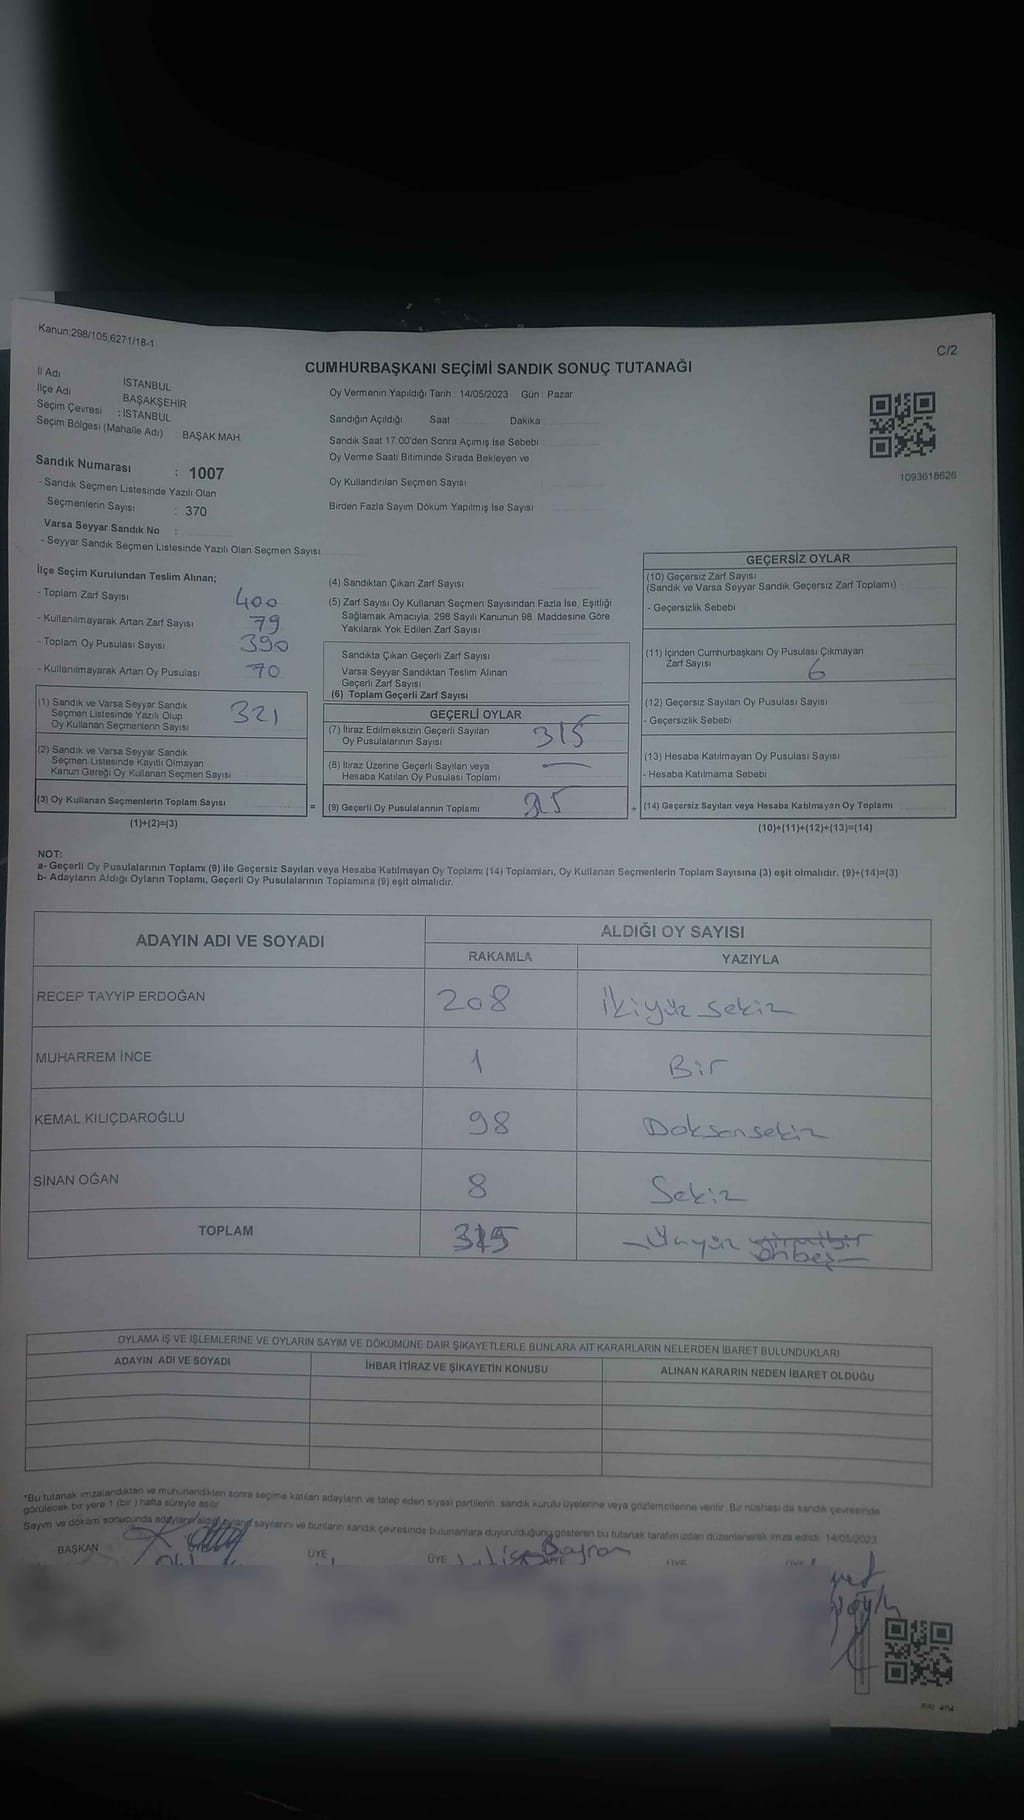 Kanun:298/105,6271/18-1
C/2
CUMHURBAŞKANI SEÇİMİ SANDIK SONUÇ TUTANAĞI
İl Adı İSTANBUL
İlçe Adı BAŞAKŞEHİR
Seçim Çevresi : İSTANBUL
Seçim Bölgesi (Mahalle Adı) : BAŞAK MAH.
Sandık Numarası : 1007
- Sandık Seçmen Listesinde Yazılı Olan
Seçmenlerin Sayısı : 370
Varsa Seyyar Sandık No :
- Seyyar Sandık Seçmen Listesinde Yazılı Olan Seçmen Sayısı
Oy Vermenin Yapıldığı Tarih : 14/05/2023 Gün : Pazar
Sandığın Açıldığı Saat Dakika
Sandık Saat 17:00'den Sonra Açımış İse Sebebi
Oy Verme Saati Bitiminde Sırada Bekleyen ve
Oy Kullandırılan Seçmen Sayısı
Birden Fazla Sayım Döküm Yapılmış İse Sayısı
1093618626
İlçe Seçim Kurulundan Teslim Alınan;
- Toplam Zarf Sayısı 400
- Kullanılmayarak Artan Zarf Sayısı 79
- Toplam Oy Pusulası Sayısı 390
- Kullanılmayarak Artan Oy Pusulası 70
(1) Sandık ve Varsa Seyyar Sandık
Seçmen Listesinde Yazılı Olup
Oy Kullanan Seçmenlerin Sayısı 321
(2) Sandık ve Varsa Seyyar Sandık
Seçmen Listesinde Kayıtlı Olmayan
Kanun Gereği Oy Kullanan Seçmen Sayısı
(3) Oy Kullanan Seçmenlerin Toplam Sayısı =
(1)+(2)=(3)
(4) Sandıktan Çıkan Zarf Sayısı
(5) Zarf Sayısı Oy Kullanan Seçmen Sayısından Fazla İse, Eşitliği
Sağlamak Amacıyla, 298 Sayılı Kanunun 98. Maddesine Göre
Yakılarak Yok Edilen Zarf Sayısı
Sandıkta Çıkan Geçerli Zarf Sayısı
Varsa Seyyar Sandıktan Teslim Alınan
Geçerli Zarf Sayısı
(6) Toplam Geçerli Zarf Sayısı
GEÇERLİ OYLAR
(7) İtiraz Edilmeksizin Geçerli Sayılan
Oy Pusulalarının Sayısı 315
(8) İtiraz Üzerine Geçerli Sayılan veya
Hesaba Katılan Oy Pusulası Toplamı —
(9) Geçerli Oy Pusulalarının Toplamı 315 +
GEÇERSİZ OYLAR
(10) Geçersiz Zarf Sayısı
(Sandık ve Varsa Seyyar Sandık Geçersiz Zarf Toplamı)
- Geçersizlik Sebebi
(11) İçinden Cumhurbaşkanı Oy Pusulası Çıkmayan
Zarf Sayısı 6
(12) Geçersiz Sayılan Oy Pusulası Sayısı
- Geçersizlik Sebebi
(13) Hesaba Katılmayan Oy Pusulası Sayısı
- Hesaba Katılmama Sebebi
(14) Geçersiz Sayılan veya Hesaba Katılmayan Oy Toplamı
(10)+(11)+(12)+(13)=(14)
NOT:
a- Geçerli Oy Pusulalarının Toplamı (9) ile Geçersiz Sayılan veya Hesaba Katılmayan Oy Toplamı (14) Toplamları, Oy Kullanan Seçmenlerin Toplam Sayısına (3) eşit olmalıdır. (9)+(14)=(3)
b- Adayların Aldığı Oyların Toplamı, Geçerli Oy Pusulalarının Toplamına (9) eşit olmalıdır.
ADAYIN ADI VE SOYADI ALDIĞI OY SAYISI
RAKAMLA YAZIYLA
RECEP TAYYİP ERDOĞAN 208 İkiyüz sekiz
MUHARREM İNCE 1 Bir
KEMAL KILIÇDAROĞLU 98 Doksansekiz
SİNAN OĞAN 8 Sekiz
TOPLAM 315 – Üçyüz onbeş –
OYLAMA İŞ VE İŞLEMLERİNE VE OYLARIN SAYIM VE DÖKÜMÜNE DAİR ŞİKAYETLERLE BUNLARA AİT KARARLARIN NELERDEN İBARET BULUNDUKLARI
ADAYIN ADI VE SOYADI İHBAR İTİRAZ VE ŞİKAYETİN KONUSU ALINAN KARARIN NEDEN İBARET OLDUĞU
*Bu tutanak imzalandıktan ve mühürlendikten sonra seçime katılan adayların ve talep eden siyasi partilerin, sandık kurulu üyelerine veya gözlemcilerine verilir. Bir nüshası da sandık çevresinde
görülecek bir yere 1 (bir ) hafta süreyle asılır.
Sayım ve döküm sonucunda adayların aldığı oyların sayılarını ve bunların sandık çevresinde bulunanlara duyurulduğunu gösteren bu tutanak tarafımızdan düzenlenerek imza edildi. 14/05/2023
BAŞKAN ÜYE ÜYE Bayram ÜYE